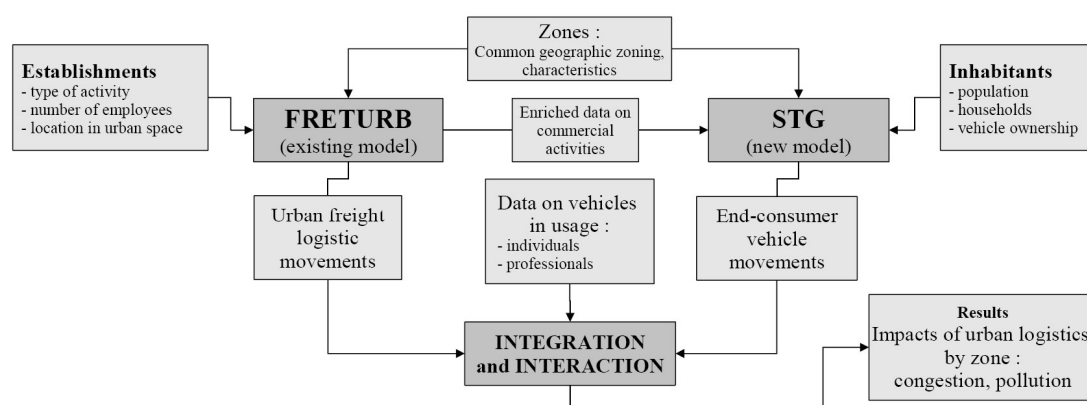 Zones :
Common geographic zoning,
characteristics
Establishments
- type of activity
- number of employees
- location in urban space
Inhabitants
- population
- households
- vehicle ownership
FRETURB
(existing model)
Enriched data on
commercial
activities
STG
(new model)
Urban freight
logistic
movements
Data on vehicles
in usage :
- individuals
- professionals
End-consumer
vehicle
movements
INTEGRATION
and INTERACTION
Results
Impacts of urban logistics
by zone :
congestion, pollution